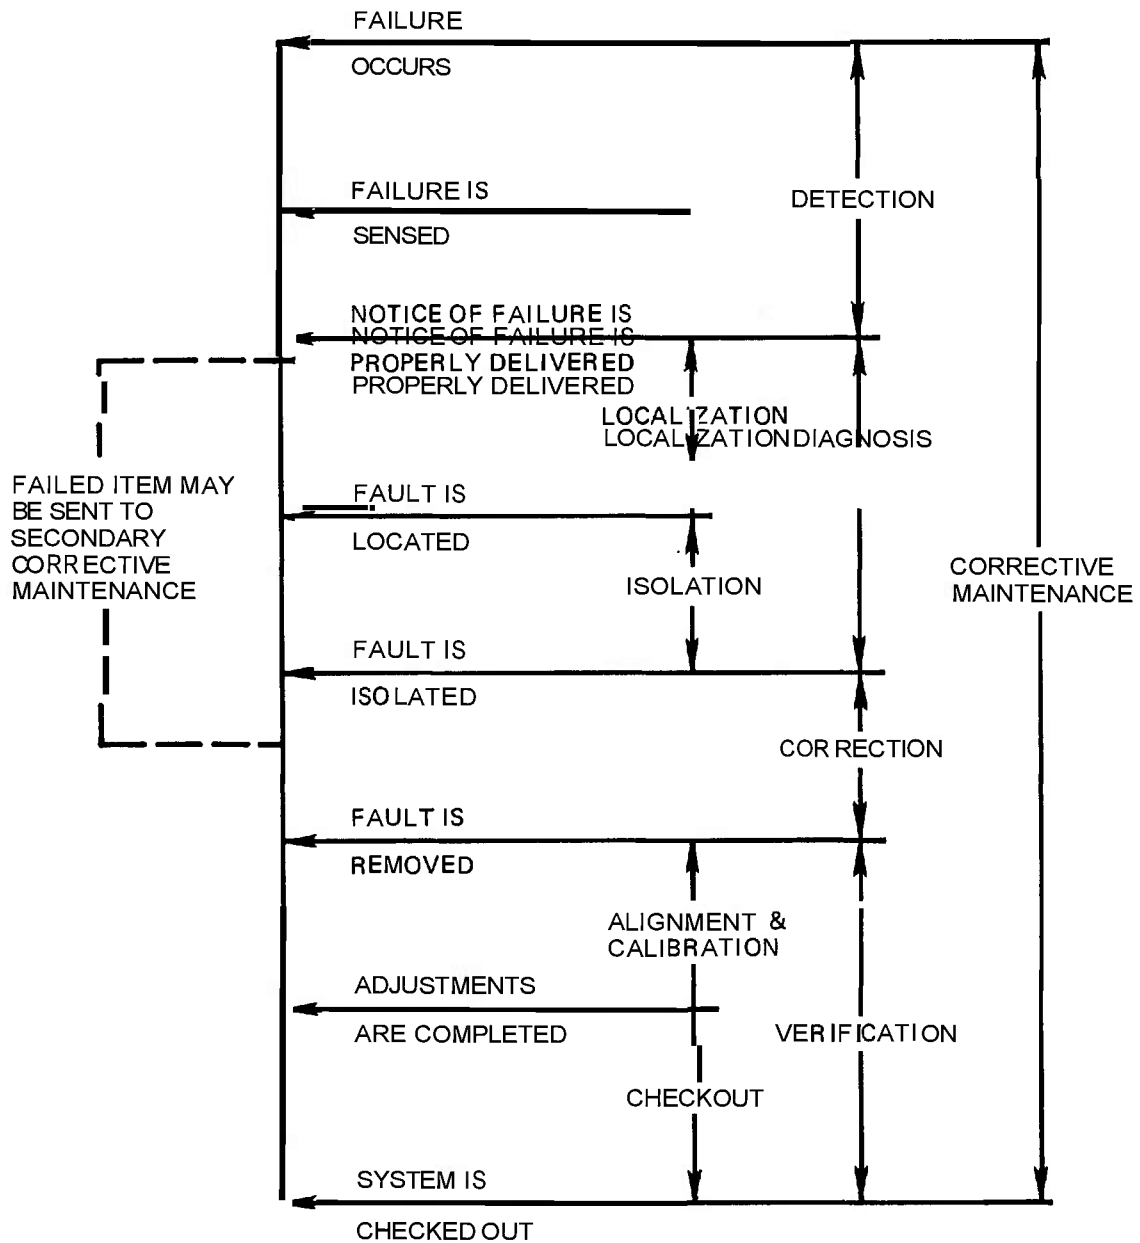 FAILURE
OCCURS
FAILURE IS
SENSED
DETECTION
NOTICE OF FAILURE IS
NOTICE OF FAILURE IS
PROPERLY DELIVERED
PROPERLY DELIVERED
LOCALIZATION
LOCALIZATION DIAGNOSIS
FAILED ITEM MAY
BE SENT TO
SECONDARY
CORRECTIVE
MAINTENANCE
FAULT IS
LOCATED
ISOLATION
CORRECTIVE
MAINTENANCE
FAULT IS
ISOLATED
CORRECTION
FAULT IS
REMOVED
ALIGNMENT &
CALIBRATION
ADJUSTMENTS
ARE COMPLETED
VERIFICATION
CHECKOUT
SYSTEM IS
CHECKED OUT